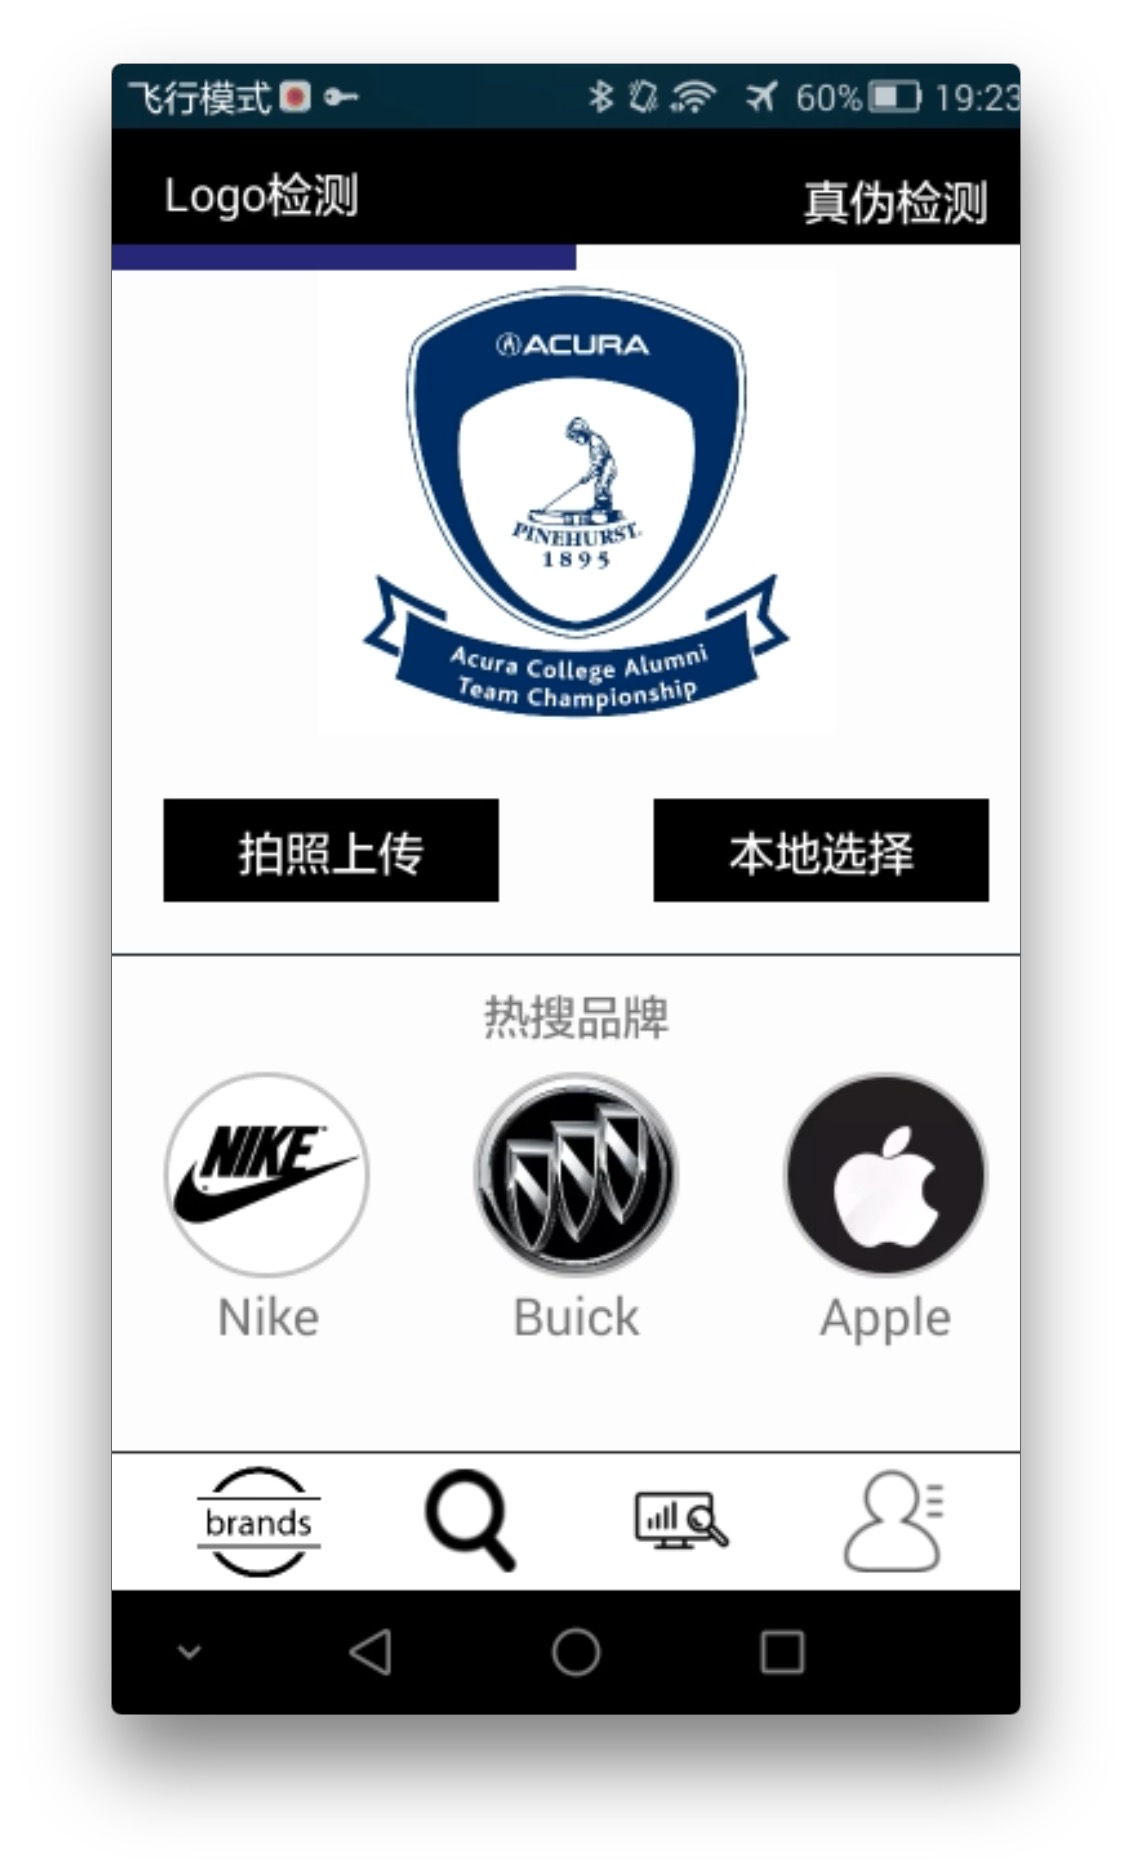 飞行模式 60% 19:23
Logo检测 真伪检测
ACURA
PINEHURST
1895
Acura College Alumni
Team Championship
拍照上传 本地选择
热搜品牌
NIKE
Nike Buick Apple
brands